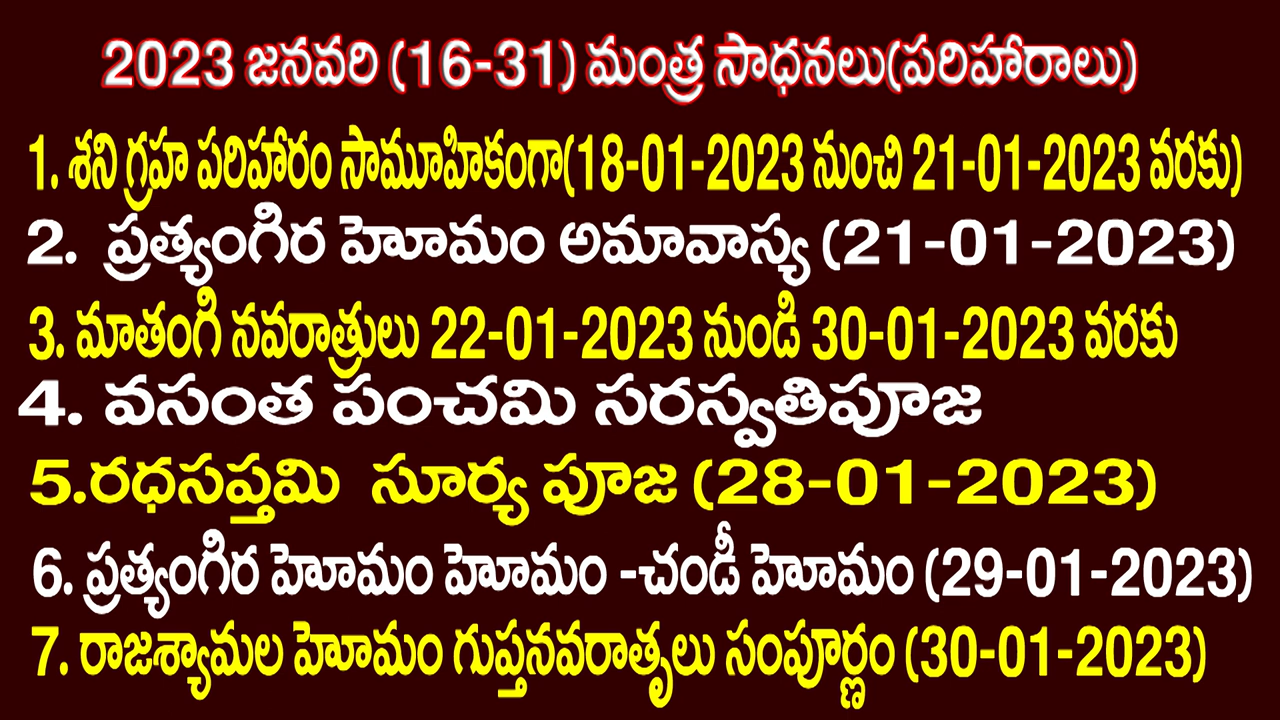 2023 జనవరి (16-31) మంత్ర సాధనలు(పరిహారాలు)
1. శని గ్రహ పరిహారం సామూహికంగా(18-01-2023 నుంచి 21-01-2023 వరకు)
2. ప్రత్యంగిర హెూమం అమావాస్య (21-01-2023)
3. మాతంగి నవరాత్రులు 22-01-2023 నుండి 30-01-2023 వరకు
4. వసంత పంచమి సరస్వతిపూజ
5.రధసప్తమి సూర్య పూజ (28-01-2023)
6. ప్రత్యంగిర హెూమం హెూమం -చండీ హెూమం (29-01-2023)
7. రాజశ్యామల హెూమం గుప్తనవరాతృలు సంపూర్ణం (30-01-2023)